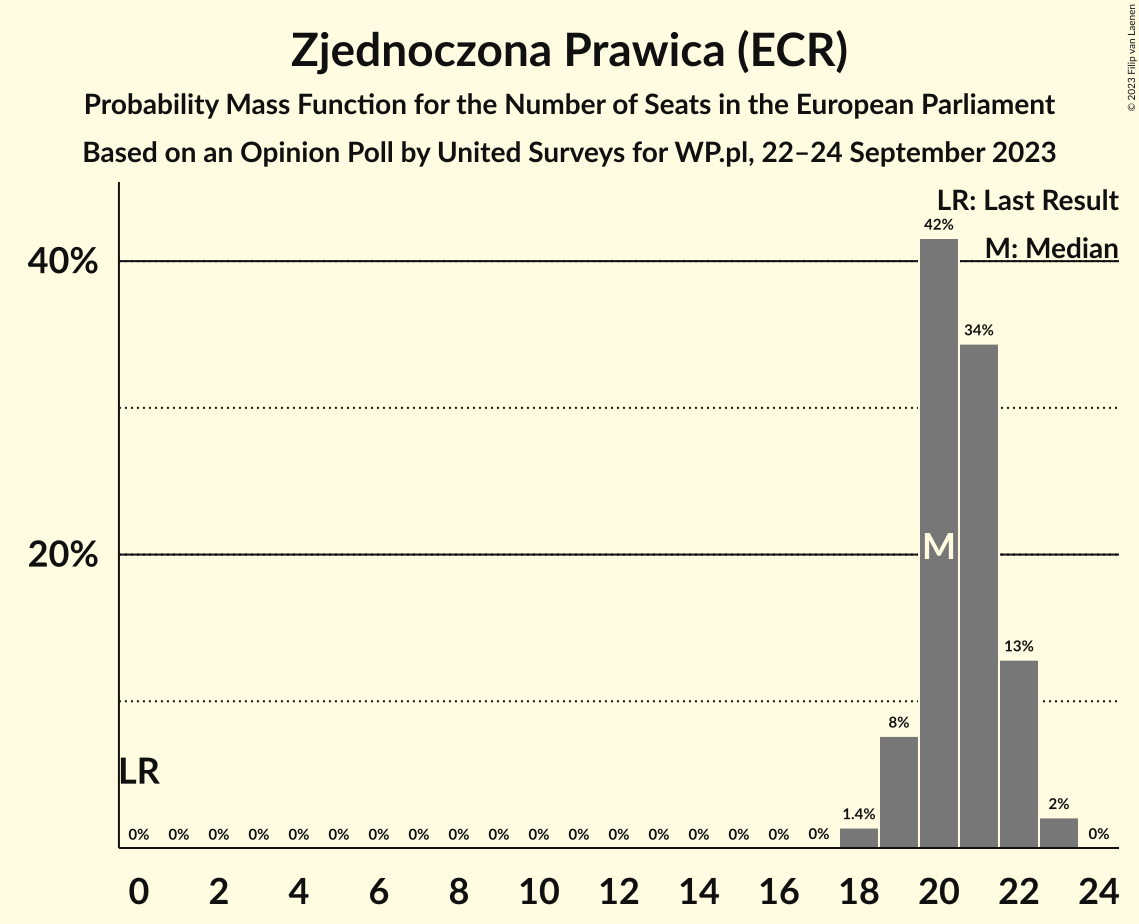 Zjednoczona Prawica (ECR)
Probability Mass Function for the Number of Seats in the European Parliament
Based on an Opinion Poll by United Surveys for WP.pl, 22–24 September 2023
© 2023 Filip van Laenen
LR: Last Result
M: Median
40%
20%
42%
34%
M
13%
8%
LR
1.4%
2%
0% 0% 0% 0% 0% 0% 0% 0% 0% 0% 0% 0% 0% 0% 0% 0% 0% 0% 0%
0 2 4 6 8 10 12 14 16 18 20 22 24